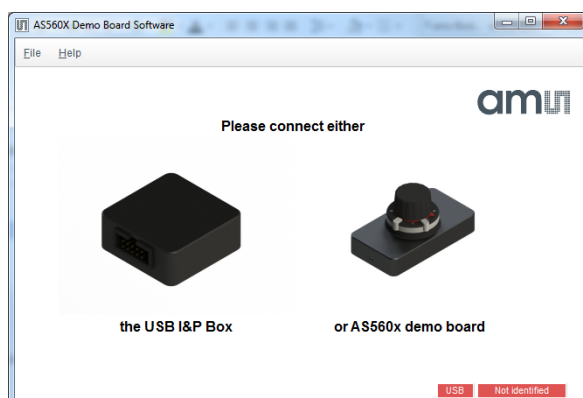 AS560X Demo Board Software
File Help
am
Please connect either
the USB I&P Box
or AS560x demo board
USB
Not identified